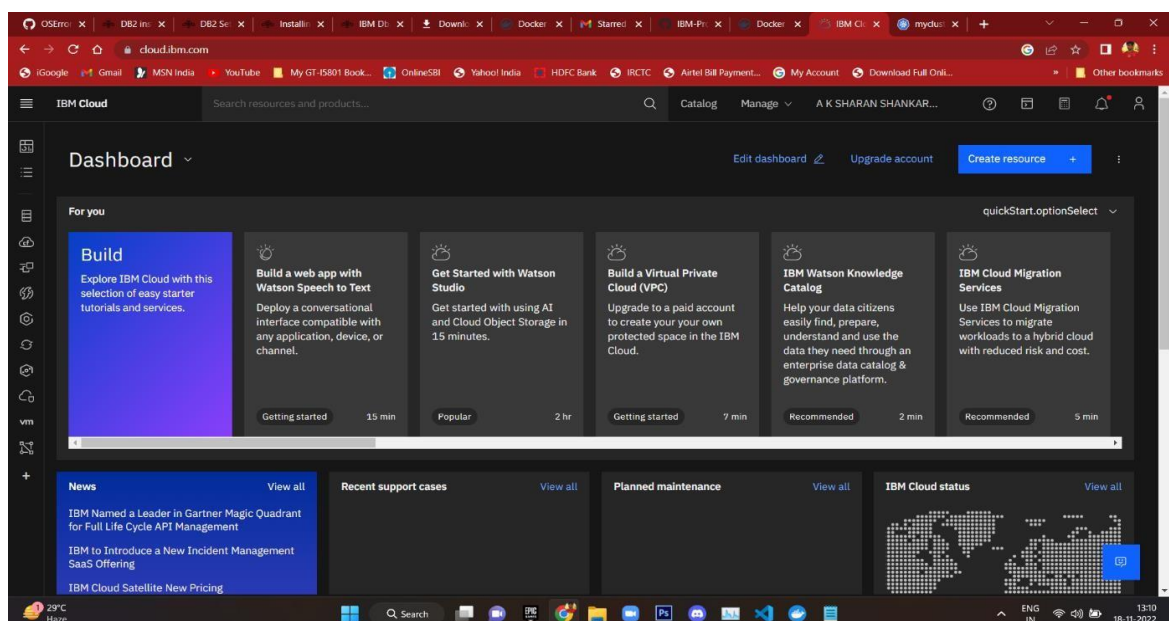 OSError
DB2 ins
DB2 Set
Installin
IBM Db
Downlo
Docker
Starred
IBM-Pro
Docker
IBM Clo
mydust
cloud.ibm.com
iGoogle
Gmail
MSN India
YouTube
My GT-I5801 Book...
OnlineSBI
Yahoo! India
HDFC Bank
IRCTC
Airtel Bill Payment...
My Account
Download Full Onli...
»
Other bookmarks
IBM Cloud
Search resources and products...
Catalog
Manage
A K SHARAN SHANKAR...
Dashboard
Edit dashboard
Upgrade account
Create resource +
For you
quickStart.optionSelect
Build
Explore IBM Cloud with this
selection of easy starter
tutorials and services.
Build a web app with
Watson Speech to Text
Deploy a conversational
interface compatible with
any application, device, or
channel.
Getting started
15 min
Get Started with Watson
Studio
Get started with using AI
and Cloud Object Storage in
15 minutes.
Popular
2 hr
Build a Virtual Private
Cloud (VPC)
Upgrade to a paid account
to create your your own
protected space in the IBM
Cloud.
Getting started
7 min
IBM Watson Knowledge
Catalog
Help your data citizens
easily find, prepare,
understand and use the
data they need through an
enterprise data catalog &
governance platform.
Recommended
2 min
IBM Cloud Migration
Services
Use IBM Cloud Migration
Services to migrate
workloads to a hybrid cloud
with reduced risk and cost.
Recommended
5 min
vm
News
View all
IBM Named a Leader in Gartner Magic Quadrant
for Full Life Cycle API Management
IBM to Introduce a New Incident Management
SaaS Offering
IBM Cloud Satellite New Pricing
Recent support cases
View all
Planned maintenance
View all
IBM Cloud status
View all
1
29°C
Haze
Search
EPIC
Ps
ENG
IN
13:10
18-11-2022